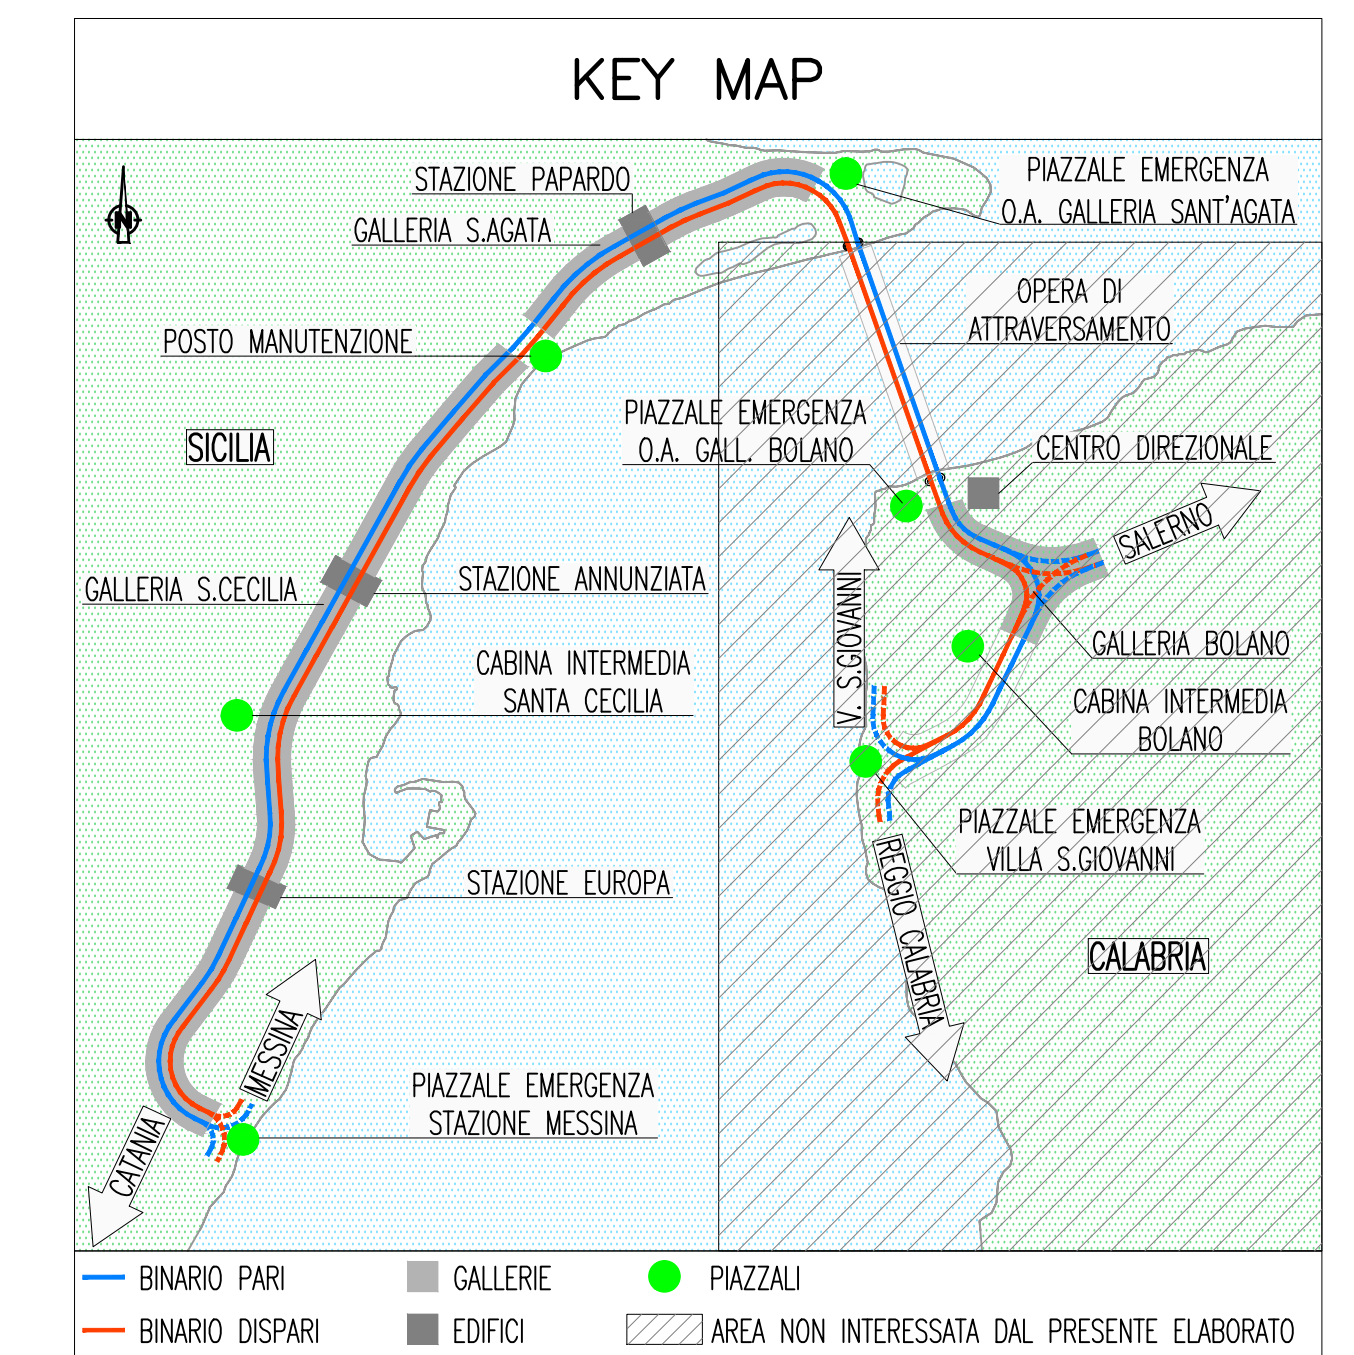 KEY MAP
N
STAZIONE PAPARDO
GALLERIA S.AGATA
PIAZZALE EMERGENZA
O.A. GALLERIA SANT'AGATA
OPERA DI
ATTRAVERSAMENTO
POSTO MANUTENZIONE
SICILIA
PIAZZALE EMERGENZA
O.A. GALL. BOLANO
CENTRO DIREZIONALE
SALERNO
GALLERIA S.CECILIA
STAZIONE ANNUNZIATA
V. S.GIOVANNI
GALLERIA BOLANO
CABINA INTERMEDIA
SANTA CECILIA
CABINA INTERMEDIA
BOLANO
PIAZZALE EMERGENZA
VILLA S.GIOVANNI
STAZIONE EUROPA
REGGIO CALABRIA
CALABRIA
MESSINA
PIAZZALE EMERGENZA
STAZIONE MESSINA
CATANIA
BINARIO PARI
GALLERIE
PIAZZALI
BINARIO DISPARI
EDIFICI
AREA NON INTERESSATA DAL PRESENTE ELABORATO